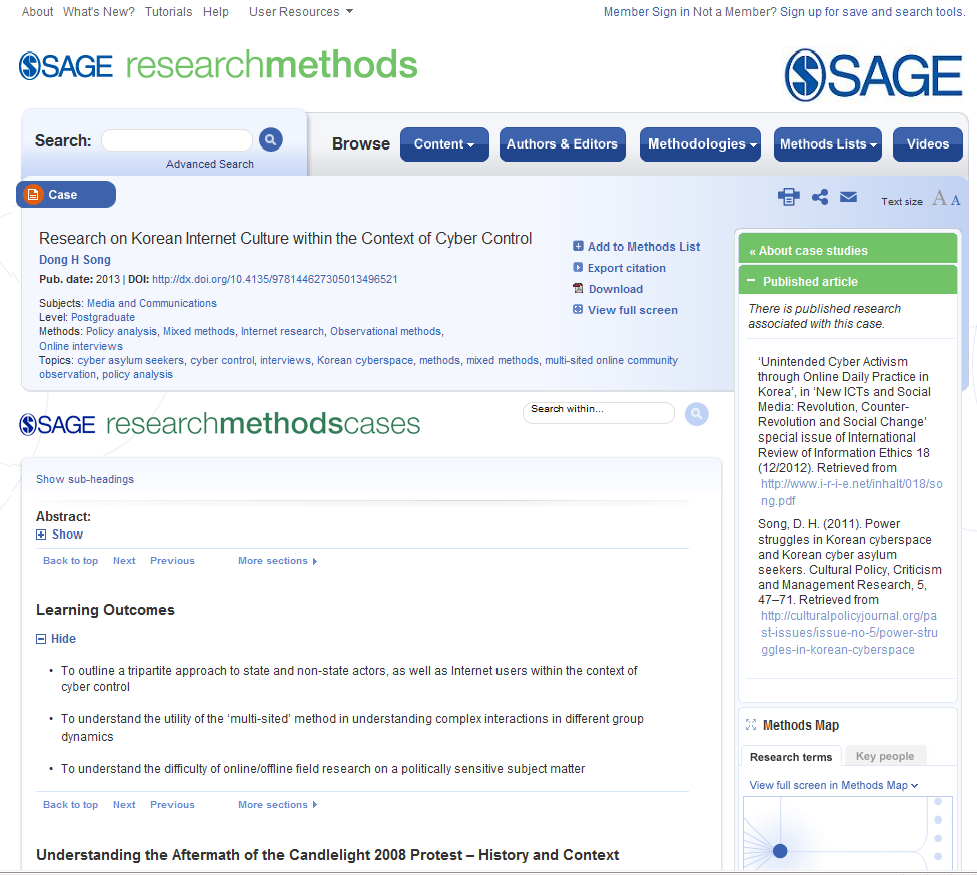 About What's New? Tutorials Help User Resources
Member Sign in Not a Member? Sign up for save and search tools.
SAGE researchmethods
SAGE
Search:
Advanced Search
Browse Content Authors & Editors Methodologies Methods Lists Videos
Case
Text size A A
Research on Korean Internet Culture within the Context of Cyber Control
Dong H Song
Pub. date: 2013 | DOI: http://dx.doi.org/10.4135/978144627305013496521
Subjects: Media and Communications
Level: Postgraduate
Methods: Policy analysis, Mixed methods, Internet research, Observational methods,
Online interviews
Topics: cyber asylum seekers, cyber control, interviews, Korean cyberspace, methods, mixed methods, multi-sited online community
observation, policy analysis
Add to Methods List
Export citation
Download
View full screen
SAGE researchmethodscases
Search within...
Show sub-headings
Abstract:
Show
Back to top Next Previous More sections
Learning Outcomes
Hide
• To outline a tripartite approach to state and non-state actors, as well as Internet users within the context of
cyber control
• To understand the utility of the ‘multi-sited’ method in understanding complex interactions in different group
dynamics
• To understand the difficulty of online/offline field research on a politically sensitive subject matter
Back to top Next Previous More sections
Understanding the Aftermath of the Candlelight 2008 Protest – History and Context
« About case studies
− Published article
There is published research
associated with this case.
‘Unintended Cyber Activism
through Online Daily Practice in
Korea’, in ‘New ICTs and Social
Media: Revolution, Counter-
Revolution and Social Change’
special issue of International
Review of Information Ethics 18
(12/2012). Retrieved from
http://www.i-r-i-e.net/inhalt/018/so
ng.pdf
Song, D. H. (2011). Power
struggles in Korean cyberspace
and Korean cyber asylum
seekers. Cultural Policy, Criticism
and Management Research, 5,
47–71. Retrieved from
http://culturalpolicyjournal.org/pa
st-issues/issue-no-5/power-stru
ggles-in-korean-cyberspace
Methods Map
Research terms Key people
View full screen in Methods Map